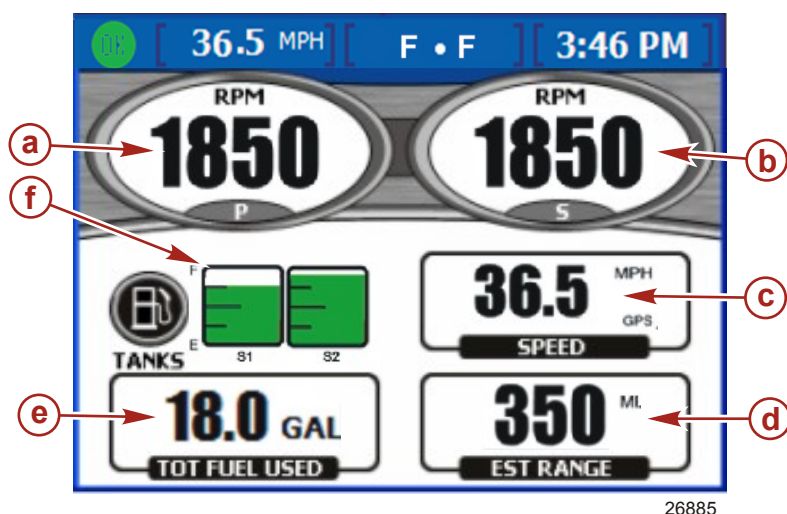 OK [ 36.5 MPH ] [ F • F ] [ 3:46 PM ]
RPM RPM
a 1850 1850 b
P S
f
F
E
S1 S2
TANKS
36.5 MPH GPS c
SPEED
e 18.0 GAL
TOT FUEL USED
350 MI. d
EST RANGE
26885